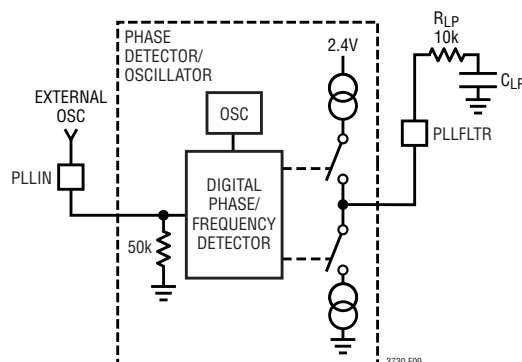 PHASE
DETECTOR/
OSCILLATOR
2.4V
RLP
10k
CLP
EXTERNAL
OSC
OSC
PLLIN
PLLFLTR
DIGITAL
PHASE/
FREQUENCY
DETECTOR
50k
3730 F09